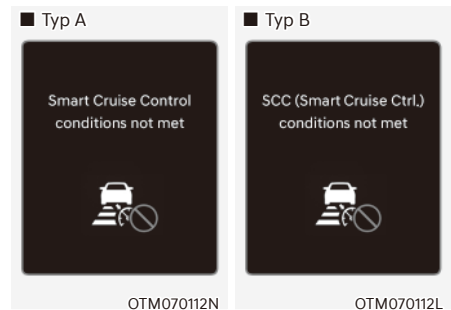 ■ Typ A
Smart Cruise Control
conditions not met
OTM070112N
■ Typ B
SCC (Smart Cruise Ctrl.)
conditions not met
OTM070112L